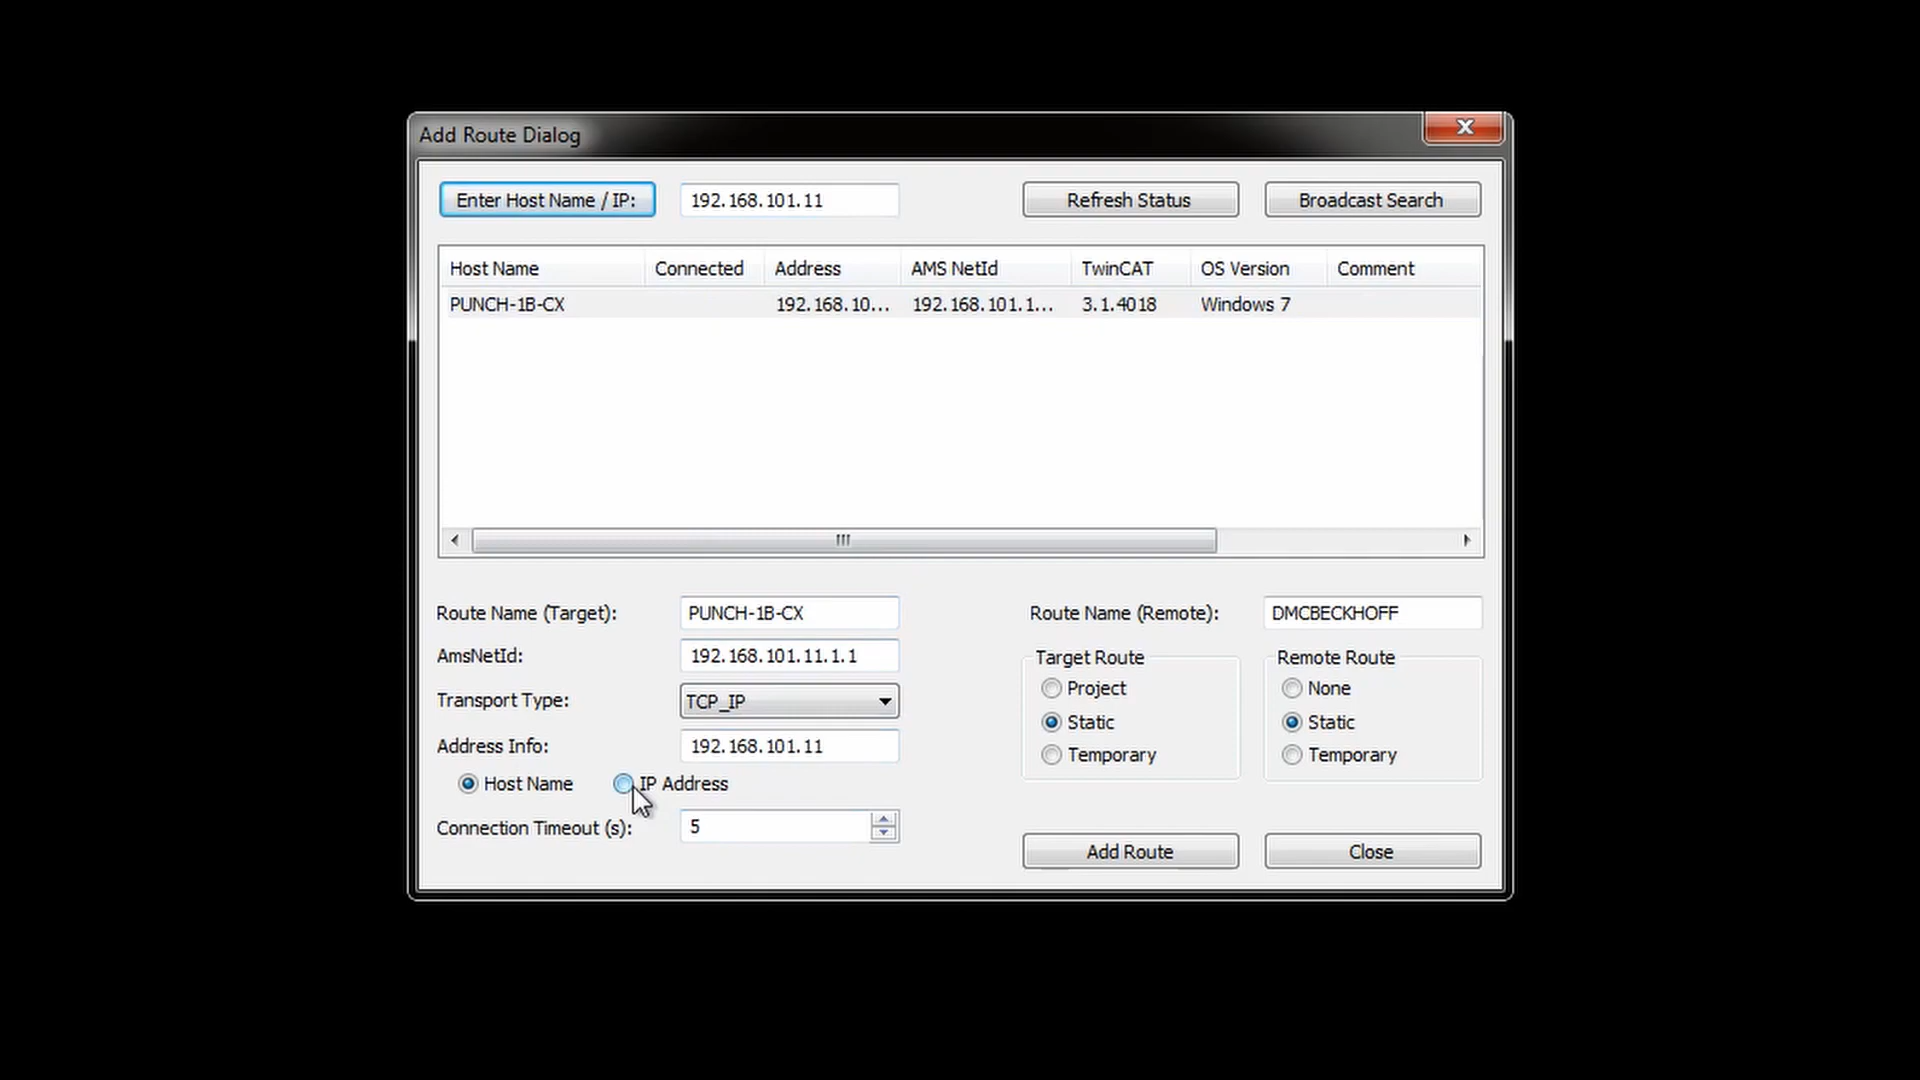 Add Route Dialog
Enter Host Name / IP: 192.168.101.11 Refresh Status Broadcast Search
Host Name Connected Address AMS NetId TwinCAT OS Version Comment
PUNCH-1B-CX 192.168.10... 192.168.101.1... 3.1.4018 Windows 7
Route Name (Target): PUNCH-1B-CX Route Name (Remote): DMCBECKHOFF
AmsNetId: 192.168.101.11.1.1 Target Route Remote Route
Transport Type: TCP_IP Project None
Static Static
Address Info: 192.168.101.11 Temporary Temporary
Host Name IP Address
Connection Timeout (s): 5 Add Route Close